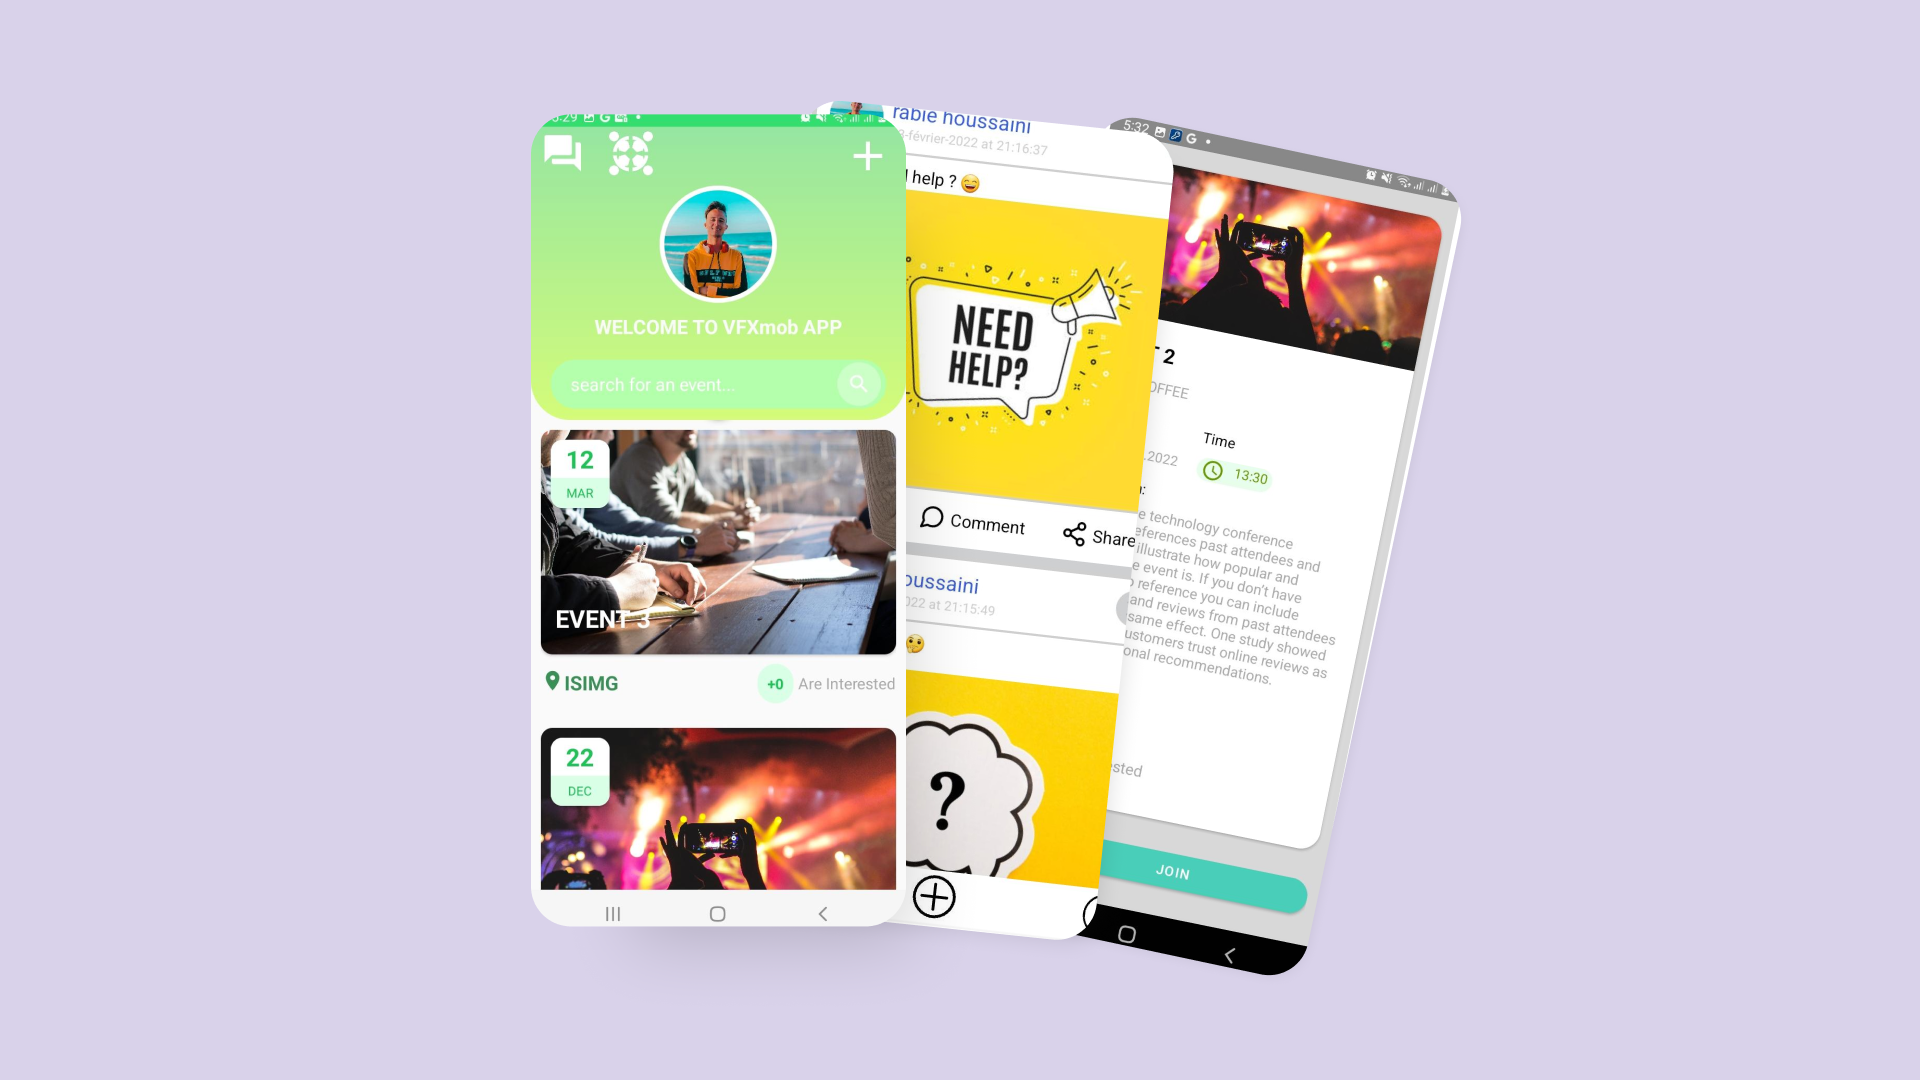 5:29
WELCOME TO VFXmob APP
search for an event...
12
MAR
EVENT 3
ISIMG
+0 Are Interested
22
DEC
rabie houssaini
-février-2022 at 21:16:37
help ? 😄
NEED
HELP?
Comment Share
oussaini
022 at 21:15:49
🤔
?
5:32
2
OFFEE
Time
.2022 13:30
n:
e technology conference
eferences past attendees and
illustrate how popular and
e event is. If you don't have
reference you can include
and reviews from past attendees
same effect. One study showed
ustomers trust online reviews as
onal recommendations.
ested
JOIN